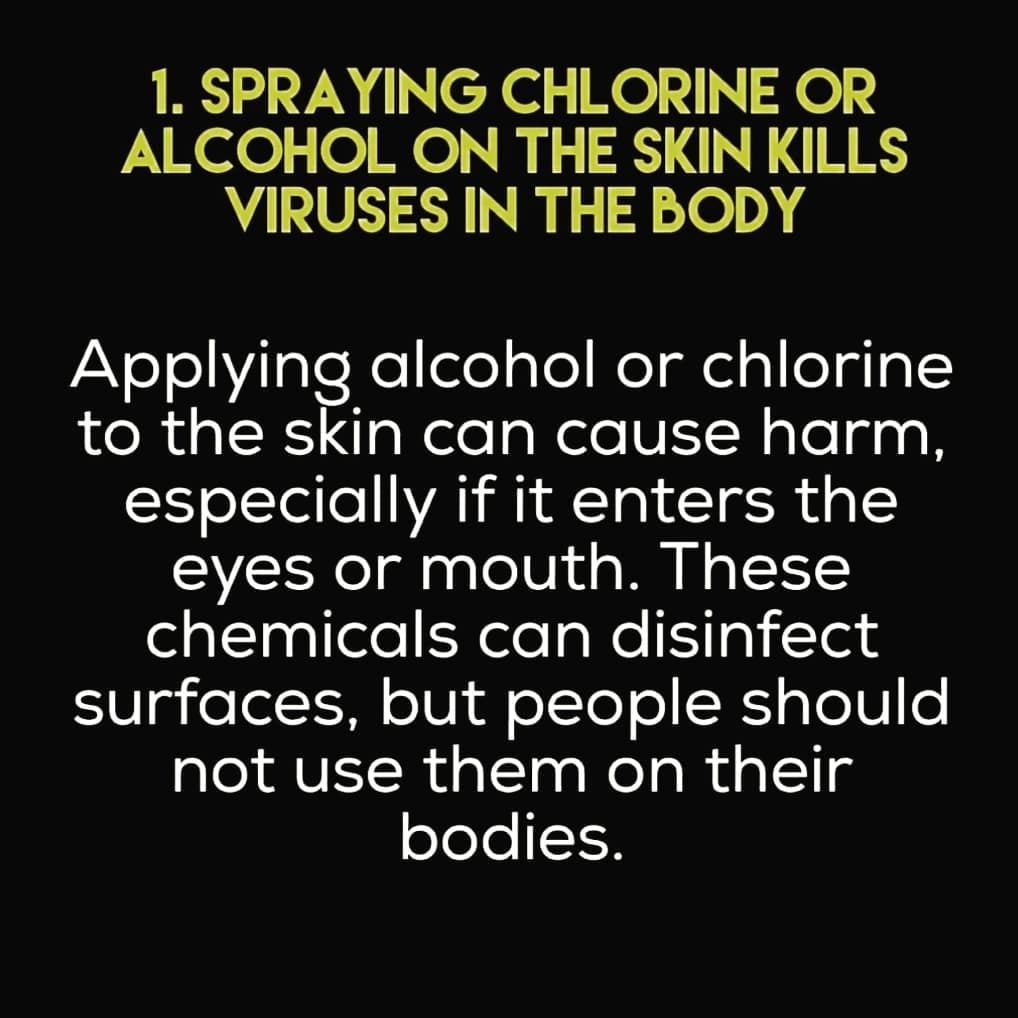 1. SPRAYING CHLORINE OR
ALCOHOL ON THE SKIN KILLS
VIRUSES IN THE BODY
Applying alcohol or chlorine
to the skin can cause harm,
especially if it enters the
eyes or mouth. These
chemicals can disinfect
surfaces, but people should
not use them on their
bodies.